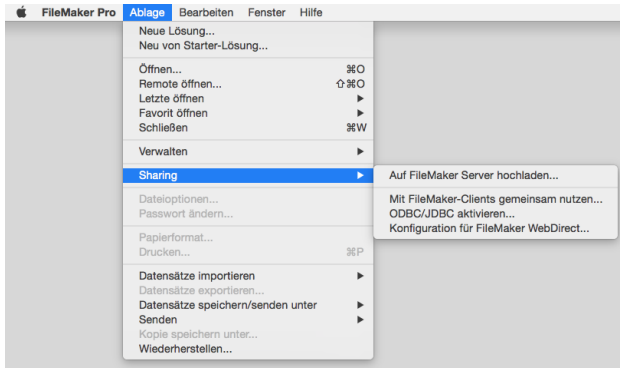 FileMaker Pro Ablage Bearbeiten Fenster Hilfe
Neue Lösung...
Neu von Starter-Lösung...
Öffnen... ⌘O
Remote öffnen... ⇧⌘O
Letzte öffnen ▶
Favorit öffnen ▶
Schließen ⌘W
Verwalten ▶
Sharing ▶
Auf FileMaker Server hochladen...
Mit FileMaker-Clients gemeinsam nutzen...
ODBC/JDBC aktivieren...
Konfiguration für FileMaker WebDirect...
Dateioptionen...
Passwort ändern...
Papierformat...
Drucken... ⌘P
Datensätze importieren ▶
Datensätze exportieren...
Datensätze speichern/senden unter ▶
Senden ▶
Kopie speichern unter...
Wiederherstellen...